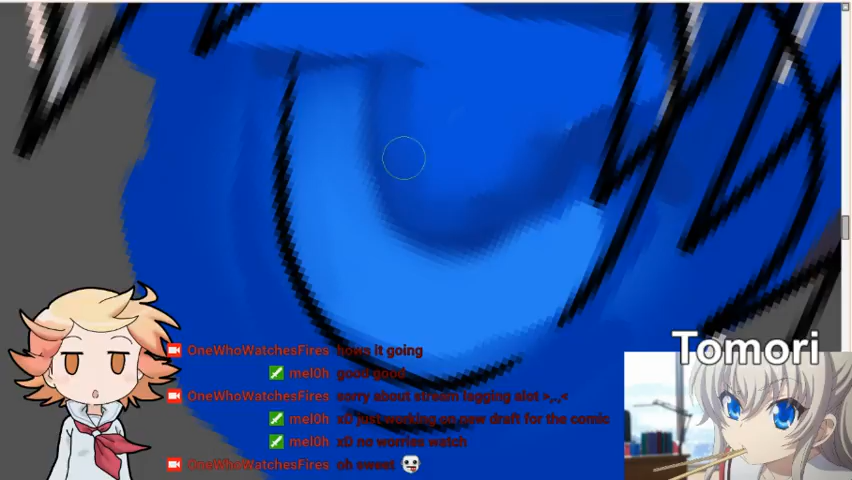 OneWhoWatchesFires hows it going
mel0h good good
OneWhoWatchesFires sorry about stream lagging alot >,.,<
mel0h xD just working on new draft for the comic
mel0h xD no worries watch
OneWhoWatchesFires oh sweet
Tomori